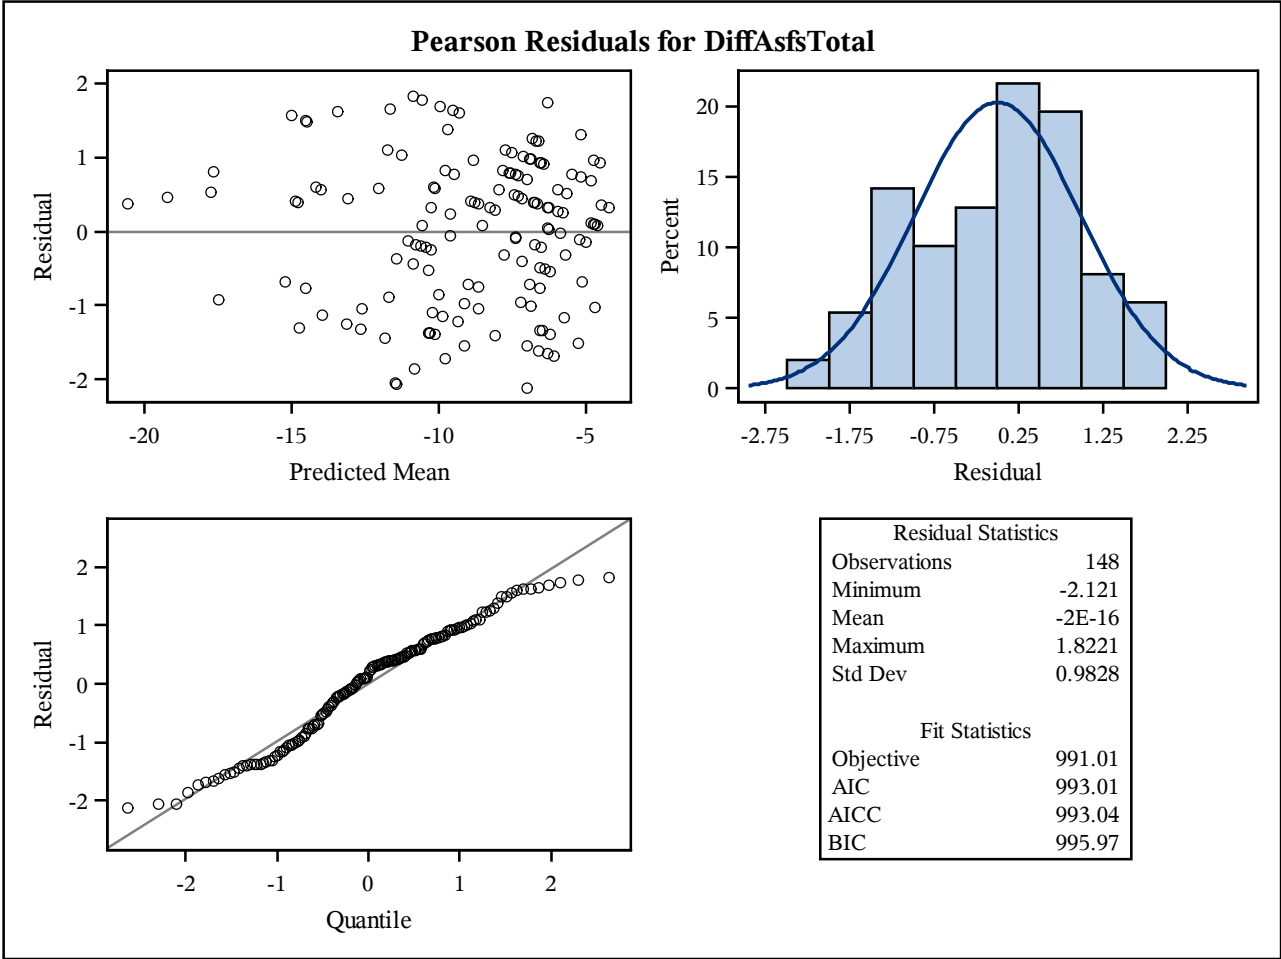 Pearson Residuals for DiffAsfsTotal
2
1
0
-1
-2
Residual
-20
-15
-10
-5
Predicted Mean
20
15
10
5
0
Percent
-2.75
-1.75
-0.75
0.25
1.25
2.25
Residual
2
1
0
-1
-2
Residual
-2
-1
0
1
2
Quantile
Residual Statistics
Observations 148
Minimum -2.121
Mean -2E-16
Maximum 1.8221
Std Dev 0.9828
Fit Statistics
Objective 991.01
AIC 993.01
AICC 993.04
BIC 995.97